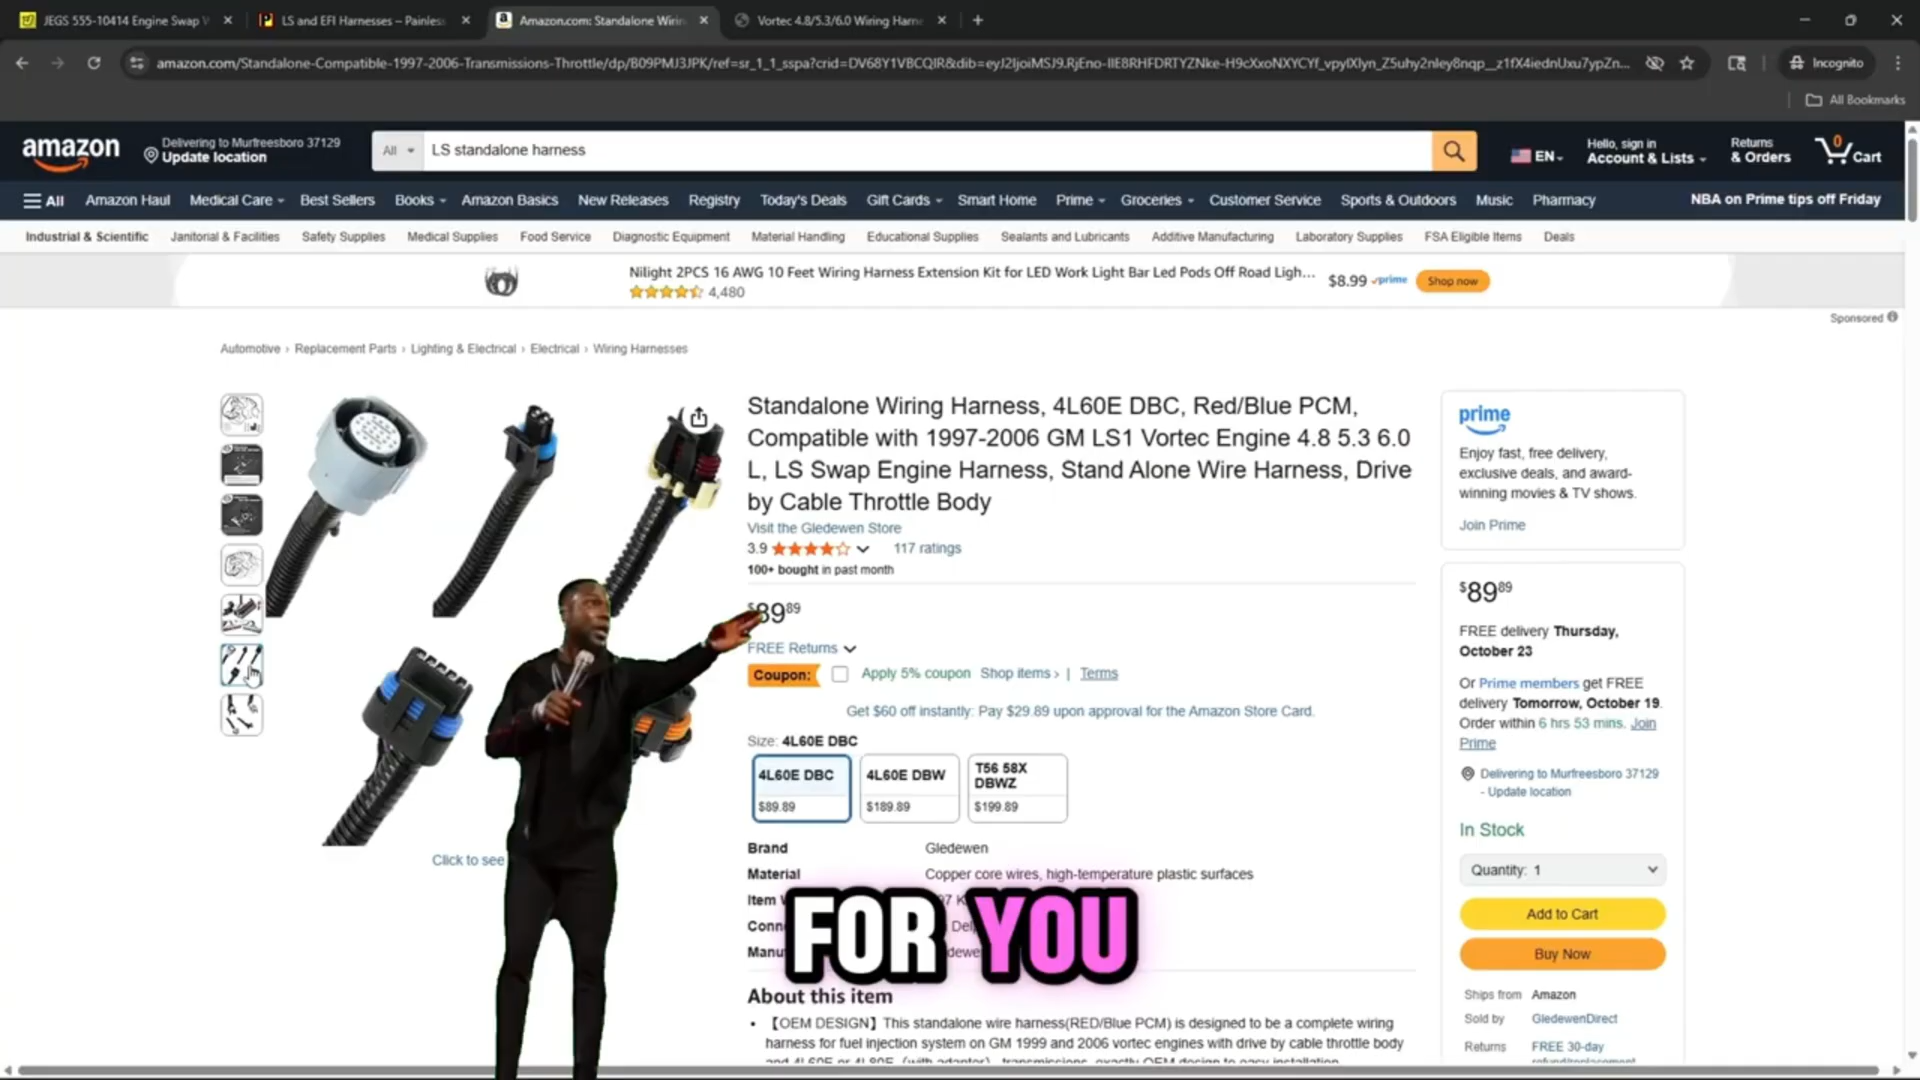 JEGS 555-10414 Engine Swap
LS and EFI Harnesses – Painless
Amazon.com: Standalone Wirin
Vortec 4.8/5.3/6.0 Wiring Harne
amazon.com/Standalone-Compatible-1997-2006-Transmissions-Throttle/dp/B09PMJ3JPK/ref=sr_1_1_sspa?crid=DV68Y1VBCQIR&dib=
Incognito
All Bookmarks
amazon
Delivering to Murfreesboro 37129
Update location
All
LS standalone harness
EN
Hello, sign in
Account & Lists
Returns
& Orders
0
Cart
All
Amazon Haul
Medical Care
Best Sellers
Books
Amazon Basics
New Releases
Registry
Today's Deals
Gift Cards
Smart Home
Prime
Groceries
Customer Service
Sports & Outdoors
Music
Pharmacy
NBA on Prime tips off Friday
Industrial & Scientific
Janitorial & Facilities
Safety Supplies
Medical Supplies
Food Service
Diagnostic Equipment
Material Handling
Educational Supplies
Sealants and Lubricants
Additive Manufacturing
Laboratory Supplies
FSA Eligible Items
Deals
Nilight 2PCS 16 AWG 10 Feet Wiring Harness Extension Kit for LED Work Light Bar Led Pods Off Road Ligh...
4,480
$8.99 prime
Shop now
Sponsored
Automotive › Replacement Parts › Lighting & Electrical › Electrical › Wiring Harnesses
Standalone Wiring Harness, 4L60E DBC, Red/Blue PCM,
Compatible with 1997-2006 GM LS1 Vortec Engine 4.8 5.3 6.0
L, LS Swap Engine Harness, Stand Alone Wire Harness, Drive
by Cable Throttle Body
Visit the Gledewen Store
3.9
117 ratings
100+ bought in past month
$89 89
FREE Returns
Coupon:
Apply 5% coupon Shop items › | Terms
Get $60 off instantly: Pay $29.89 upon approval for the Amazon Store Card.
Size: 4L60E DBC
4L60E DBC
$89.89
4L60E DBW
$189.89
T56 58X
DBWZ
$199.89
Click to see
Brand
Gledewen
Material
Copper core wires, high-temperature plastic surfaces
Item
Conn
Manu
FOR YOU
About this item
• 【OEM DESIGN】This standalone wire harness(RED/Blue PCM) is designed to be a complete wiring
harness for fuel injection system on GM 1999 and 2006 vortec engines with drive by cable throttle body
and 4L60E or 4L80E (with adaptor) transmissions, exactly OEM design to easy installation.
prime
Enjoy fast, free delivery,
exclusive deals, and award-
winning movies & TV shows.
Join Prime
$89 89
FREE delivery Thursday,
October 23
Or Prime members get FREE
delivery Tomorrow, October 19.
Order within 6 hrs 53 mins. Join
Prime
Delivering to Murfreesboro 37129
- Update location
In Stock
Quantity: 1
Add to Cart
Buy Now
Ships from
Amazon
Sold by
GledewenDirect
Returns
FREE 30-day
refund/replacement